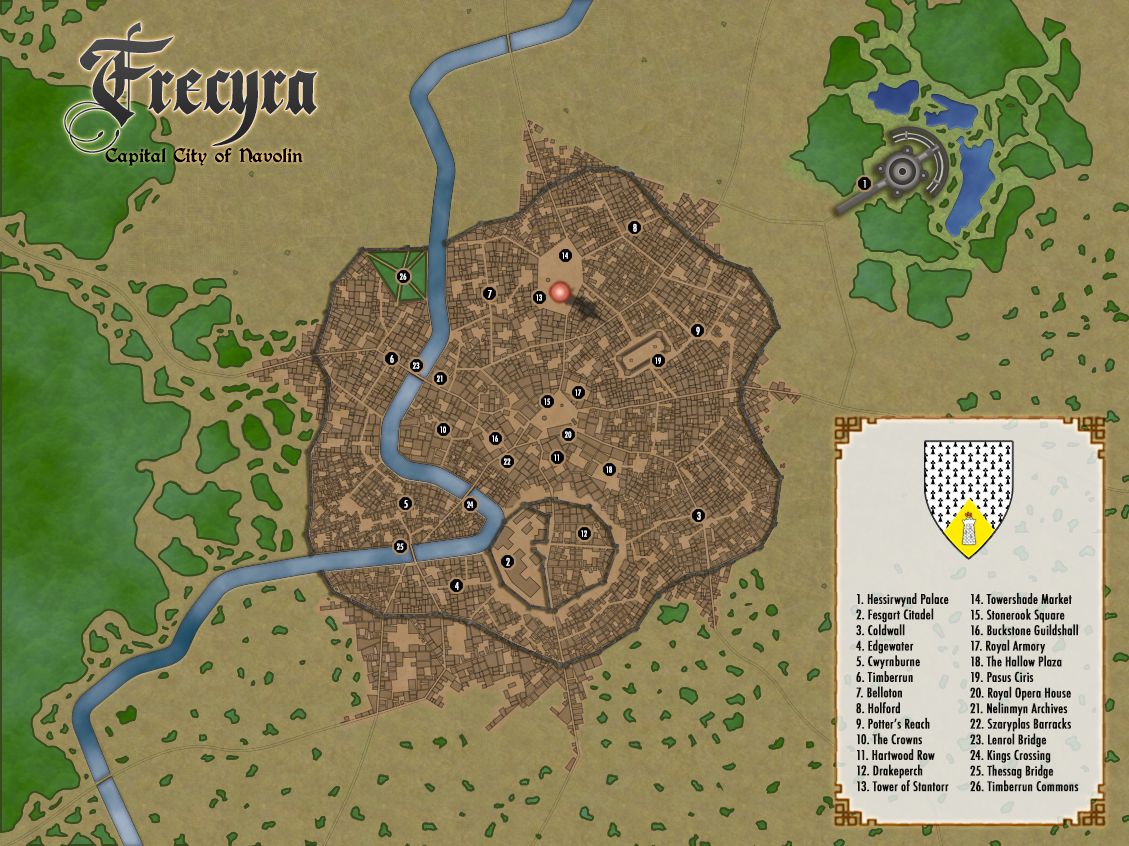 Frecyra
Capital City of Navolin
1
8
14
26
7
13
9
6
23
19
21
17
15
10
20
16
11
22
18
5
24
3
12
25
2
4
1. Hessirwynd Palace
2. Fesgart Citadel
3. Coldwall
4. Edgewater
5. Cwyrnburne
6. Timberrun
7. Belloton
8. Holford
9. Potter's Reach
10. The Crowns
11. Hartwood Row
12. Drakeperch
13. Tower of Stantorr
14. Towershade Market
15. Stonerook Square
16. Buckstone Guildshall
17. Royal Armory
18. The Hallow Plaza
19. Pasus Ciris
20. Royal Opera House
21. Nelinmyn Archives
22. Szaryplas Barracks
23. Lenrol Bridge
24. Kings Crossing
25. Thessag Bridge
26. Timberrun Commons